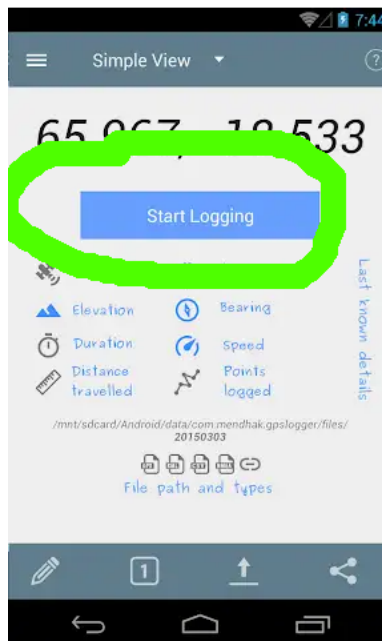 7:44
Simple View
?
Start Logging
Elevation
Bearing
Duration
Speed
Distance
travelled
Points
logged
Last known details
/mnt/sdcard/Android/data/com.mendhak.gpslogger/files/
20150303
File path and types
1